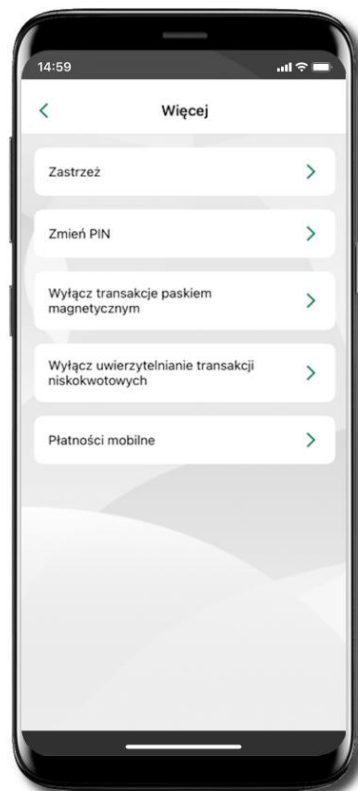 14:59
Więcej
Zastrzeż
Zmień PIN
Wyłącz transakcje paskiem
magnetycznym
Wyłącz uwierzytelnianie transakcji
niskokwotowych
Płatności mobilne